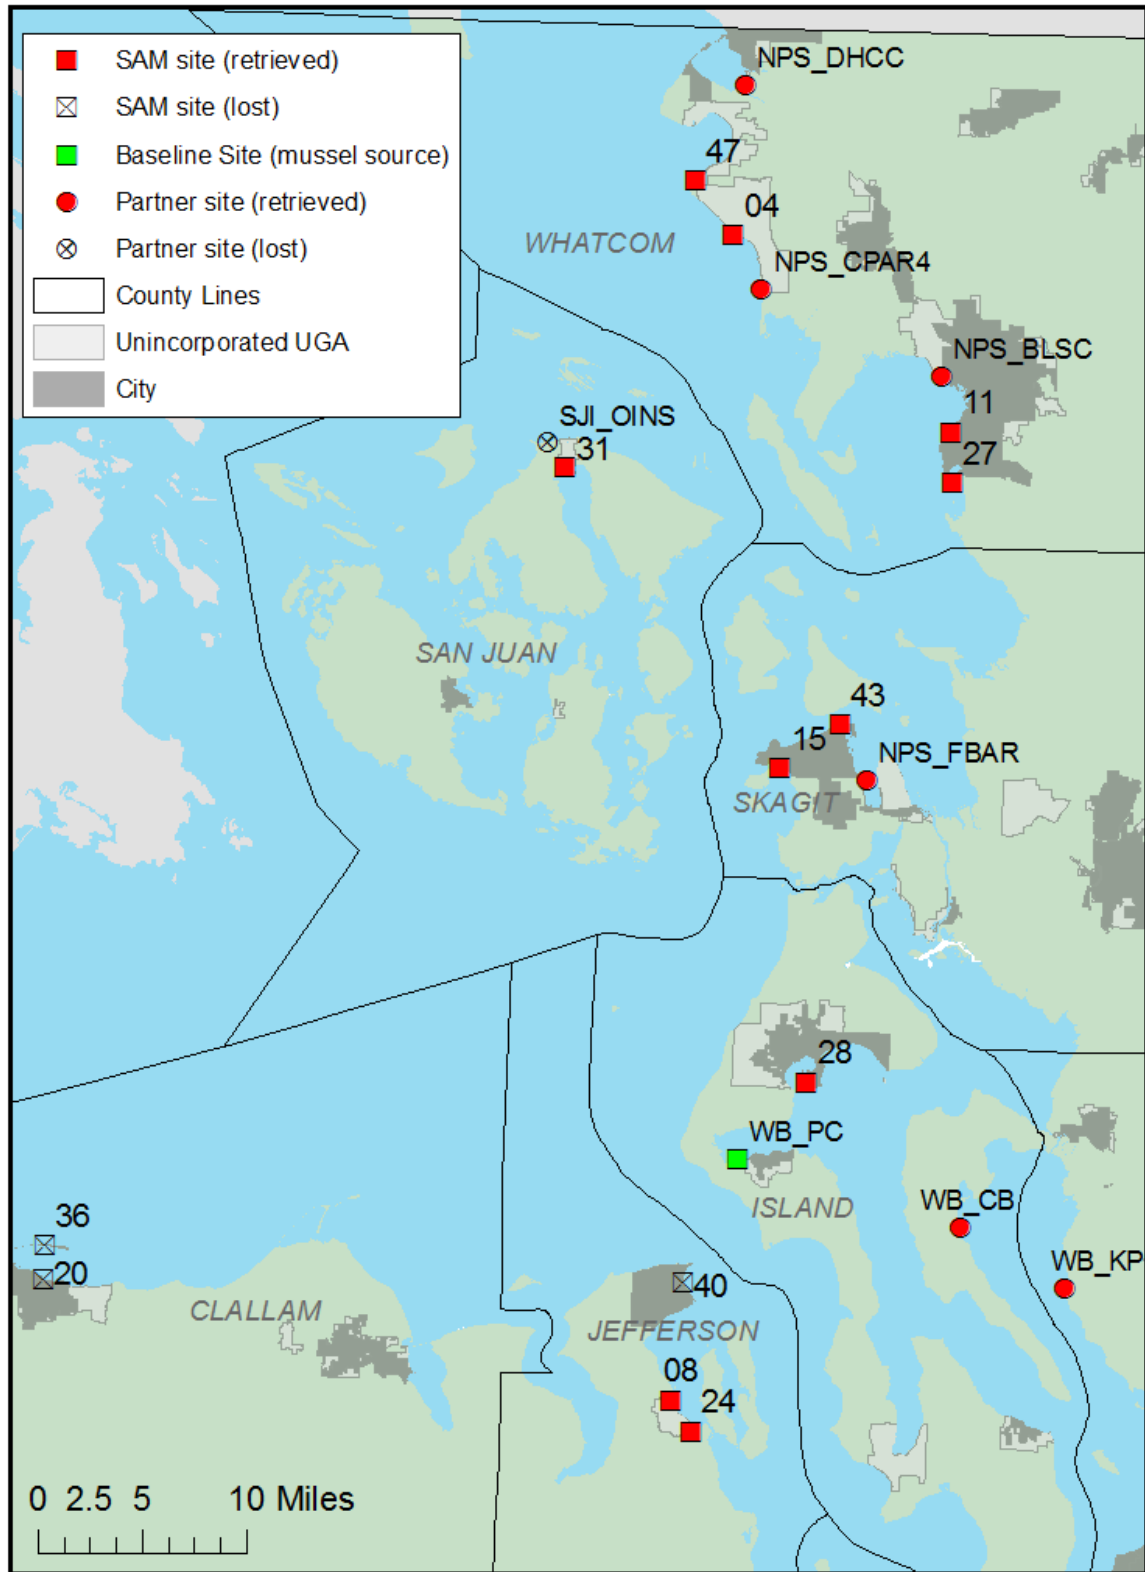 SAM site (retrieved)
SAM site (lost)
Baseline Site (mussel source)
Partner site (retrieved)
Partner site (lost)
County Lines
Unincorporated UGA
City
NPS_DHCC
47
04
WHATCOM
NPS_CPAR4
NPS_BLSC
11
SJI_OINS
31
27
SAN JUAN
43
15
NPS_FBAR
SKAGIT
28
WB_PC
WB_CB
ISLAND
36
WB_KP
20
40
CLALLAM
JEFFERSON
08
24
0 2.5 5 10 Miles